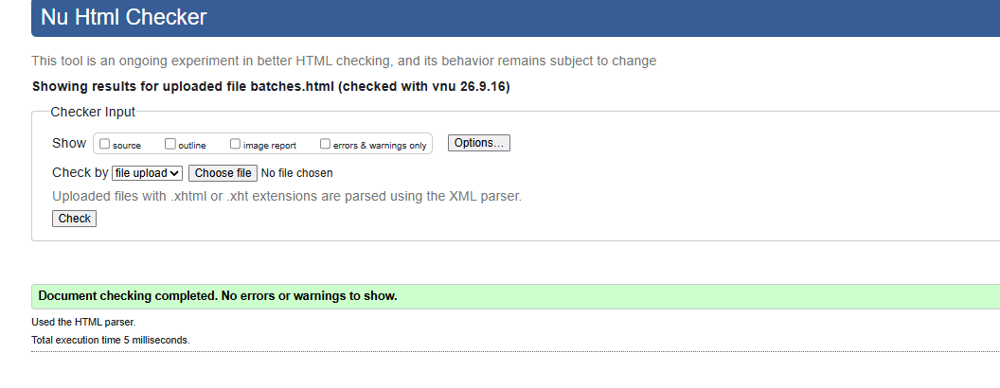 Nu Html Checker
This tool is an ongoing experiment in better HTML checking, and its behavior remains subject to change
Showing results for uploaded file batches.html (checked with vnu 26.9.16)
Checker Input
Show source outline image report errors & warnings only Options...
Check by file upload Choose file No file chosen
Uploaded files with .xhtml or .xht extensions are parsed using the XML parser.
Check
Document checking completed. No errors or warnings to show.
Used the HTML parser.
Total execution time 5 milliseconds.